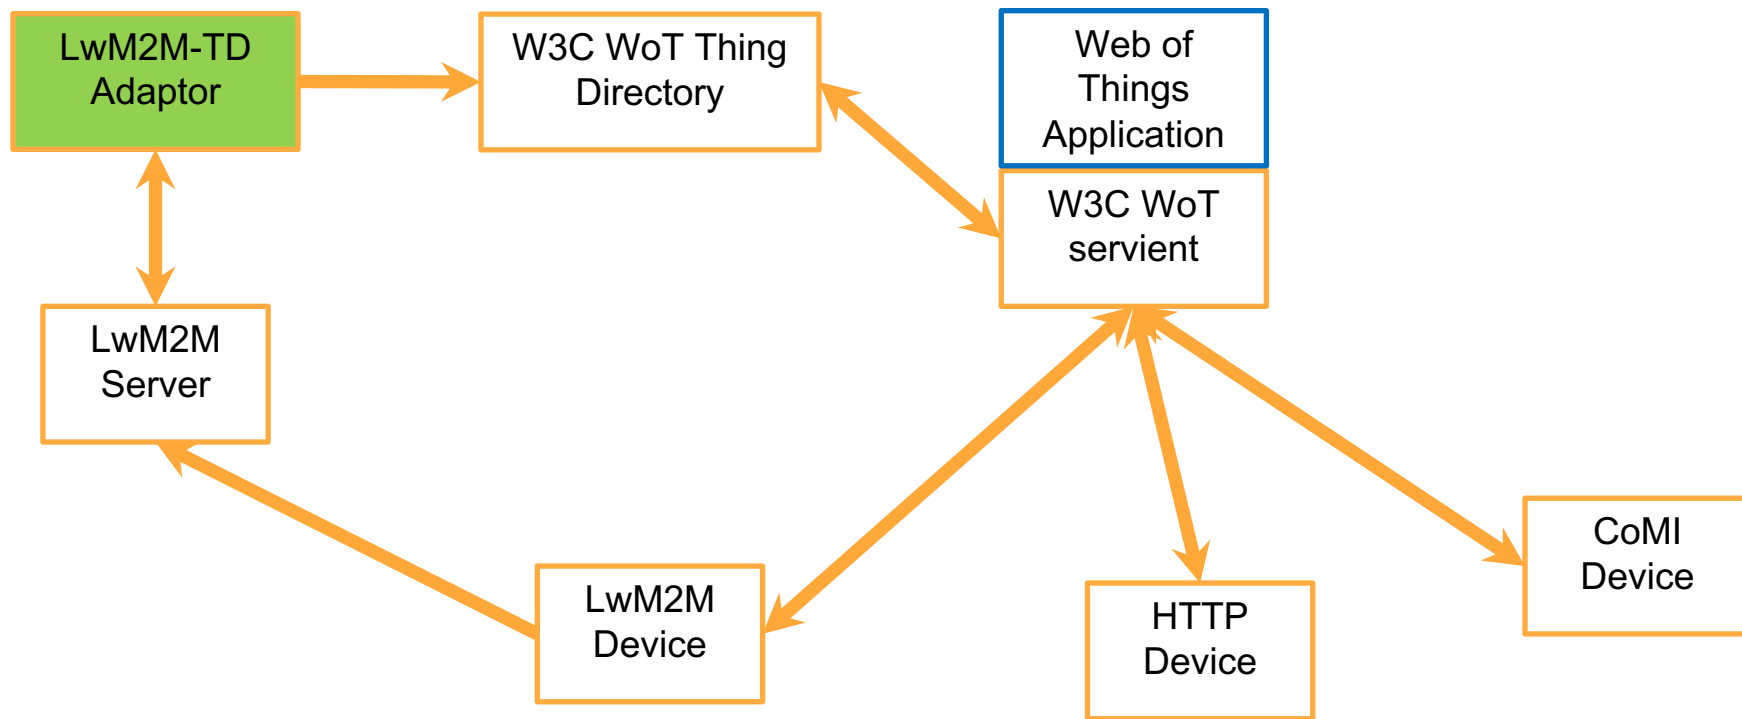 LwM2M-TD
Adaptor
W3C WoT Thing
Directory
Web of
Things
Application
W3C WoT
servient
LwM2M
Server
LwM2M
Device
HTTP
Device
CoMI
Device